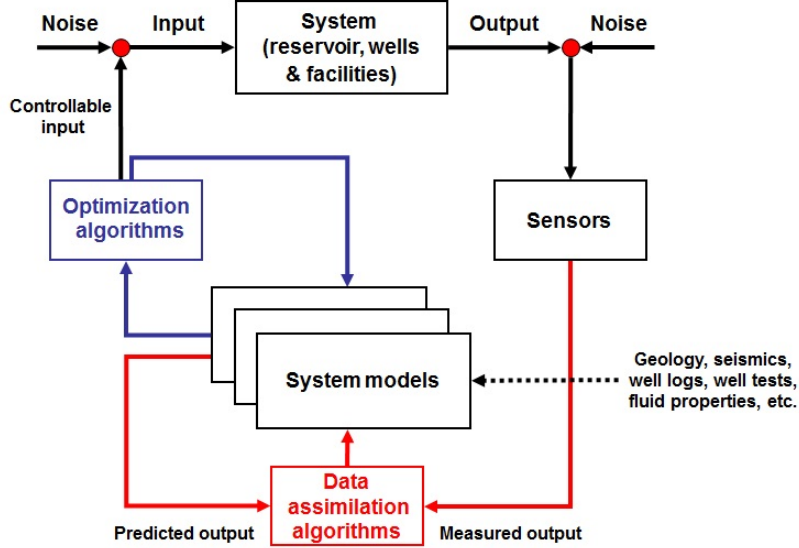 Noise
Input
System
(reservoir, wells
& facilities)
Output
Noise
Controllable
input
Optimization
algorithms
Sensors
System models
Geology, seismics,
well logs, well tests,
fluid properties, etc.
Data
assimilation
algorithms
Predicted output
Measured output